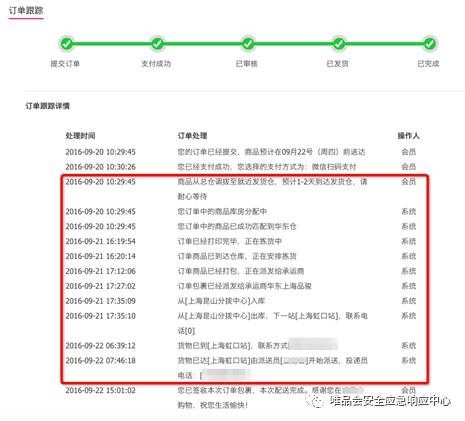 订单跟踪
提交订单 支付成功 已审核 已发货 已完成
订单跟踪详情
处理时间 订单处理 操作人
2016-09-20 10:29:45 您的订单已经提交，商品预计在09月22号（周四）前送达 会员
2016-09-20 10:30:26 您已经支付成功，您选择的支付方式为：微信扫码支付 会员
2016-09-20 10:29:45 商品从总仓调拨至就近发货仓，预计1-2天到达发货仓，请 会员
耐心等待
2016-09-20 10:29:45 您订单中的商品库房分配中 系统
2016-09-20 10:29:45 您订单中的商品已成功匹配到华东仓 系统
2016-09-21 16:19:54 订单已经打印完毕，正在拣货中 系统
2016-09-21 16:20:14 订单商品已到达仓库，正在安排拣货 系统
2016-09-21 17:12:06 订单商品已经打包，正在派发给承运商 系统
2016-09-21 17:27:02 订单包裹已经派发给承运商华东上海品骏 系统
2016-09-21 17:35:09 从[上海昆山分拨中心]入库 系统
2016-09-21 17:35:10 从[上海昆山分拨中心]出库，下一站[上海虹口站]，联系电 系统
话[0]
2016-09-22 06:39:12 货物已到[上海虹口站]，联系方式[ 系统
2016-09-22 07:46:18 货物已达[上海虹口站]由派送员[ ]开始派送，投递员 系统
电话：[
2016-09-22 15:01:02 您已签收本次订单包裹，本次配送完成。感谢您在 会员
购物，祝您生活愉快！
唯品会安全应急响应中心